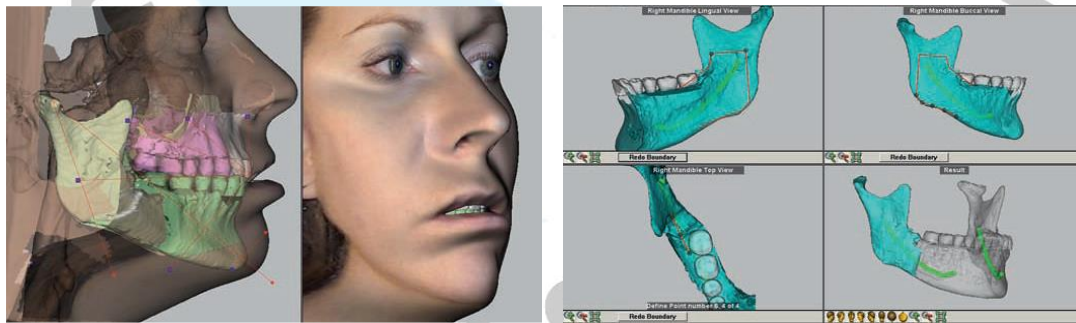 Right Mandible Lingual View
Right Mandible Buccal View
Redo Boundary
Redo Boundary
Right Mandible Top View
Result
Define Point number 6, 4 of 4
Redo Boundary